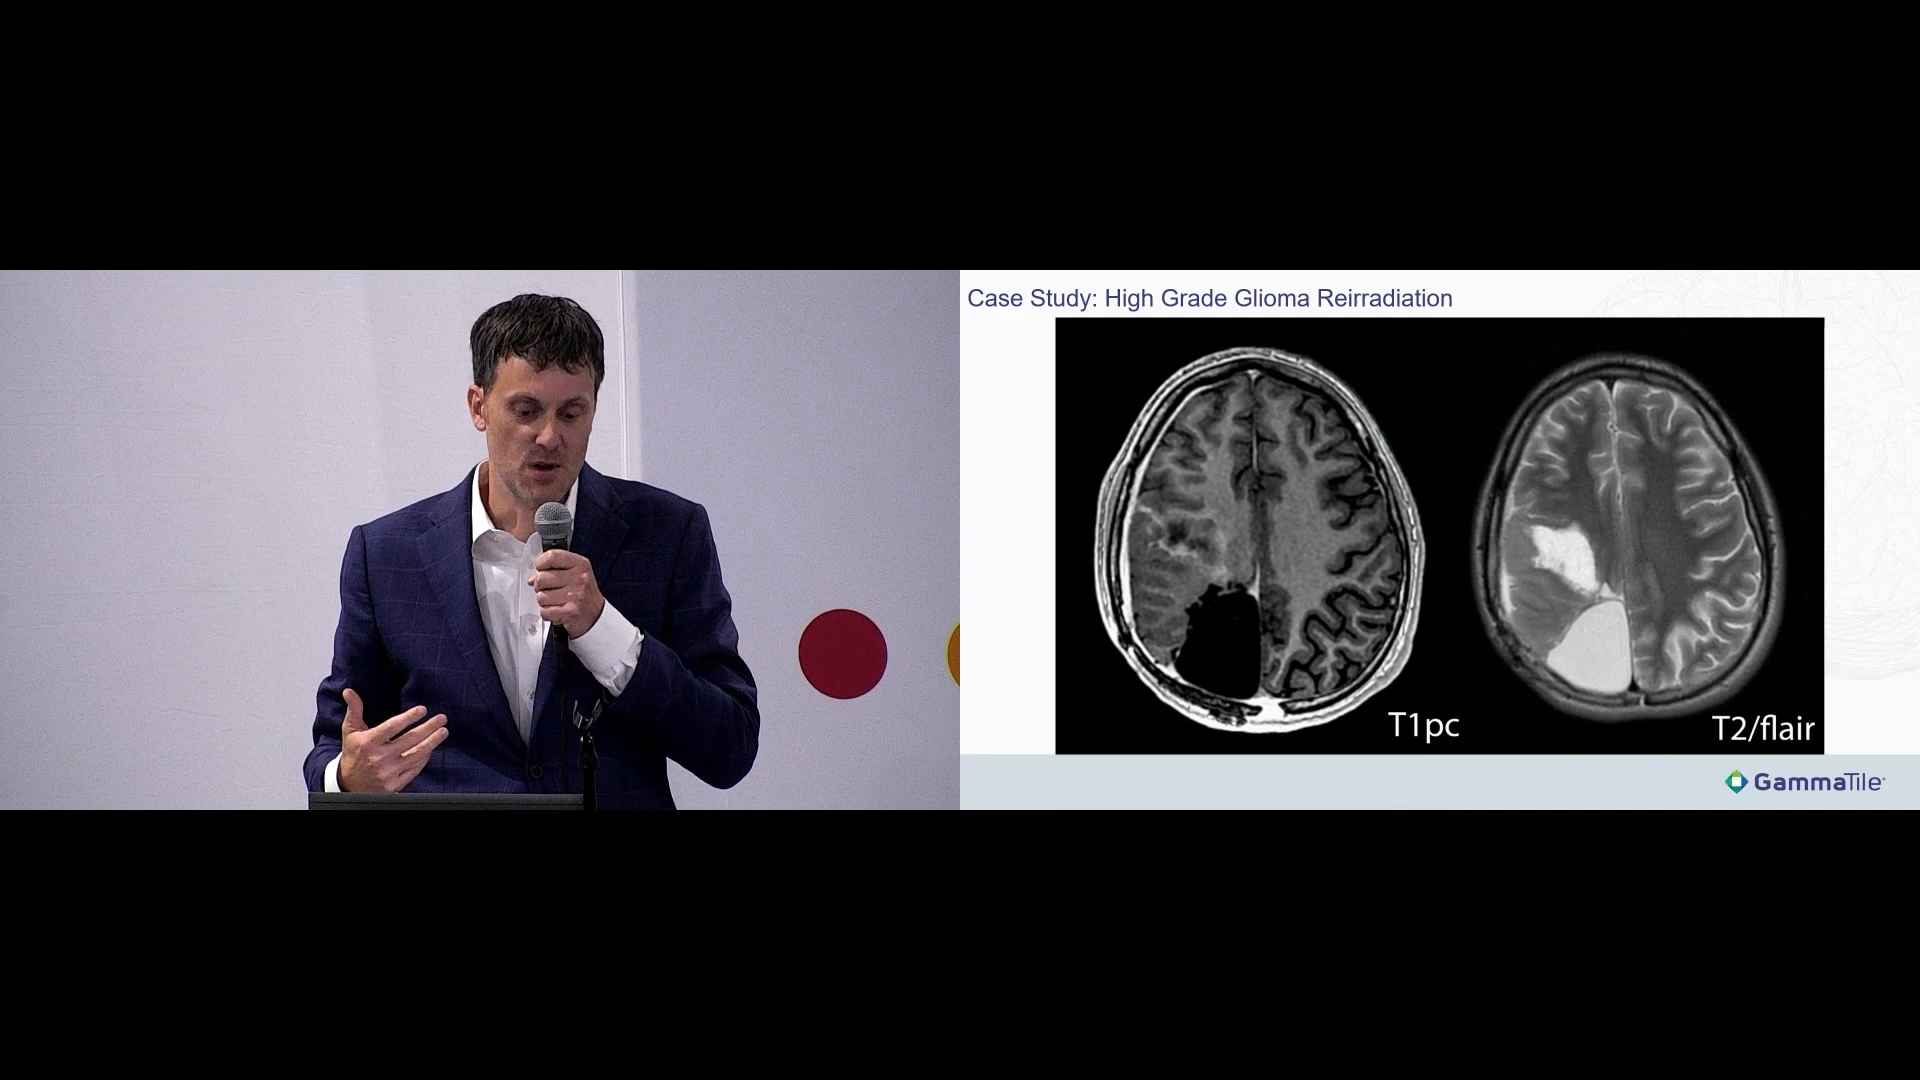 Case Study: High Grade Glioma Reirradiation
T1pc
T2/flair
GammaTile